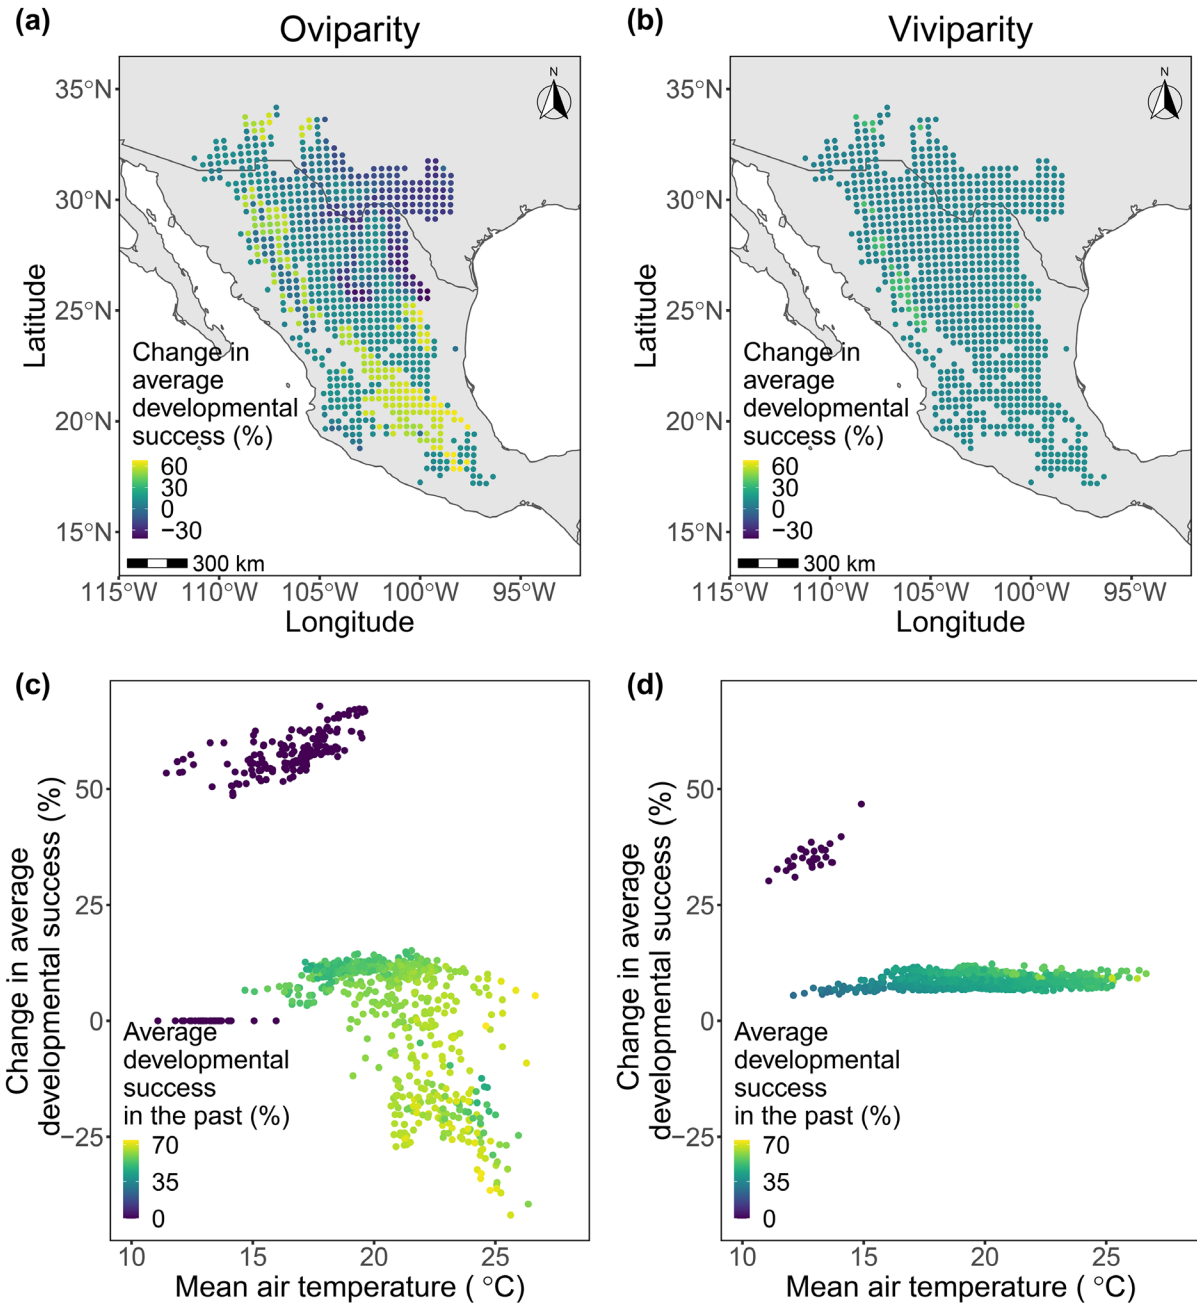 (a)
Oviparity
(b)
Viviparity
N
35°N
30°N
25°N
20°N
15°N
Latitude
Change in
average
developmental
success (%)
60
30
0
−30
300 km
115°W 110°W 105°W 100°W 95°W
Longitude
N
35°N
30°N
25°N
20°N
15°N
Latitude
Change in
average
developmental
success (%)
60
30
0
−30
300 km
115°W 110°W 105°W 100°W 95°W
Longitude
(c)
Change in average
developmental success (%)
50
25
0
−25
Average
developmental
success
in the past (%)
70
35
0
10 15 20 25
Mean air temperature ( °C)
(d)
Change in average
developmental success (%)
50
25
0
−25
Average
developmental
success
in the past (%)
70
35
0
10 15 20 25
Mean air temperature ( °C)